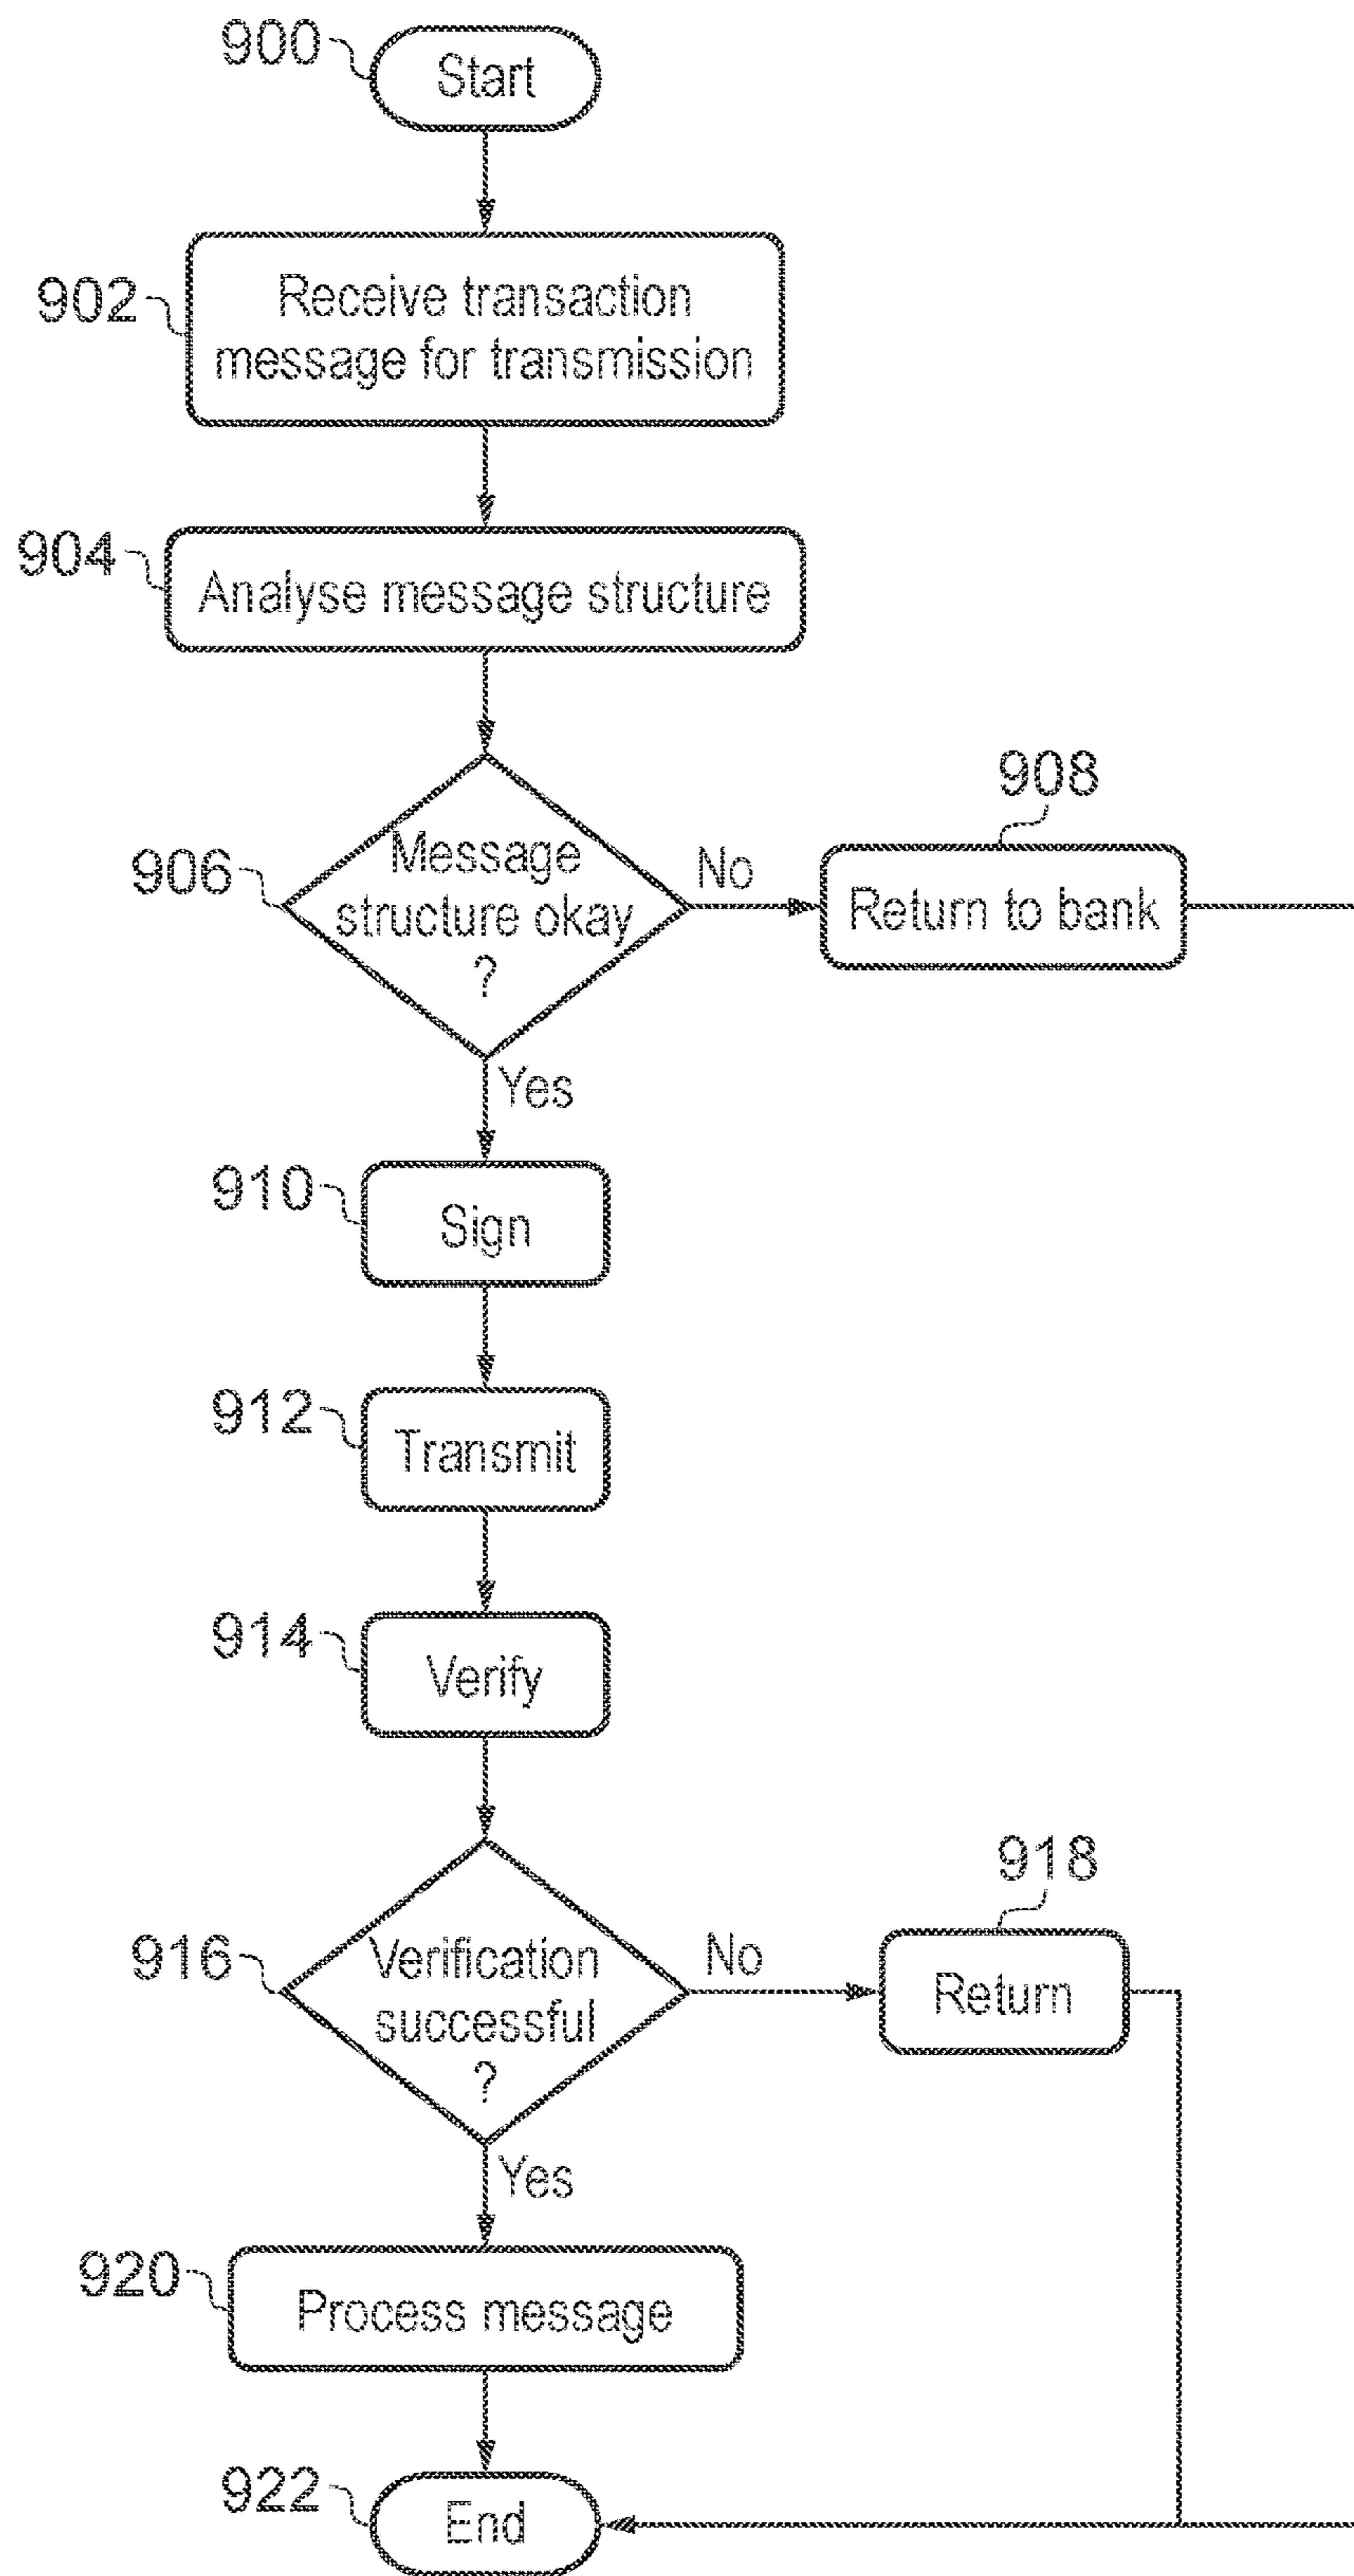 900
Start
902
Receive transaction
message for transmission
904
Analyse message structure
906
Message
structure okay
?
No
908
Return to bank
Yes
910
Sign
912
Transmit
914
Verify
916
Verification
successful
?
No
918
Return
Yes
920
Process message
922
End